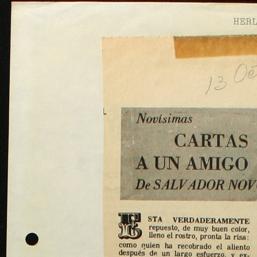 HERL
13 Oc
Novísimas
CARTAS
A UN AMIGO
De SALVADOR NOV
ESTA VERDADERAMENTE
repuesto, de muy buen color,
lleno el rostro, pronta la risa:
como quien ha recobrado el aliento
después de un largo esfuerzo, y ex-